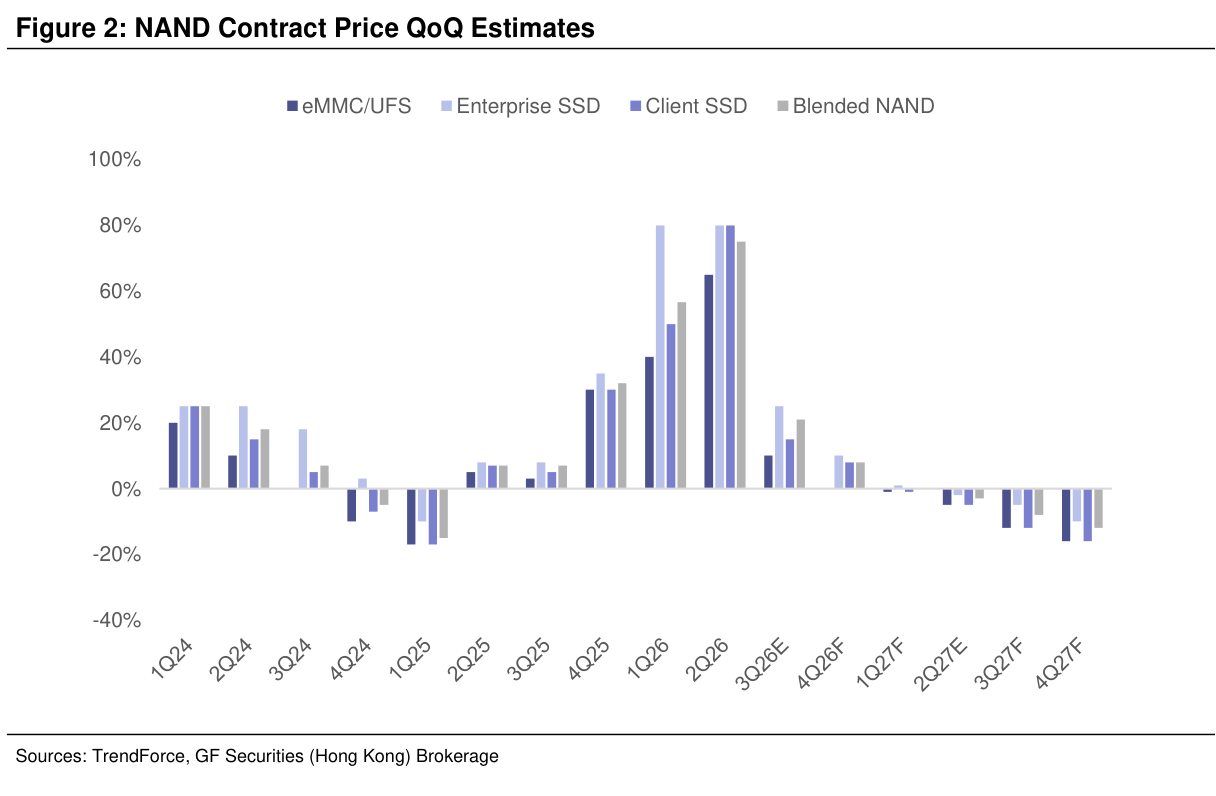 Figure 2: NAND Contract Price QoQ Estimates
eMMC/UFS Enterprise SSD Client SSD Blended NAND
100%
80%
60%
40%
20%
0%
-20%
-40%
1Q24 2Q24 3Q24 4Q24 1Q25 2Q25 3Q25 4Q25 1Q26 2Q26 3Q26E 4Q26F 1Q27F 2Q27E 3Q27F 4Q27F
Sources: TrendForce, GF Securities (Hong Kong) Brokerage